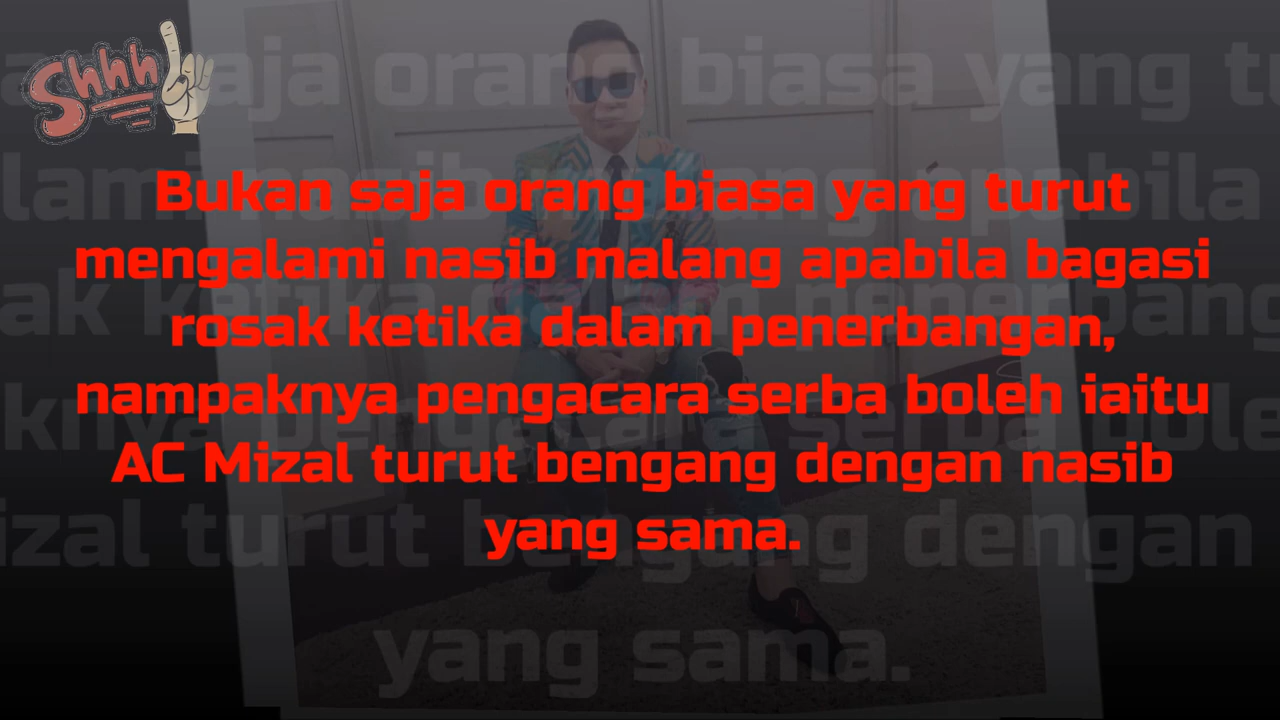 Shhh
Bukan saja orang biasa yang turut
mengalami nasib malang apabila bagasi
rosak ketika dalam penerbangan,
nampaknya pengacara serba boleh iaitu
AC Mizal turut bengang dengan nasib
yang sama.